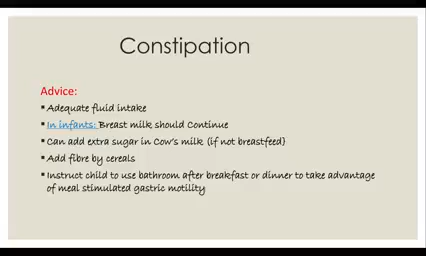 Constipation
Advice:
▪ Adequate fluid intake
▪ In infants: Breast milk should Continue
▪ Can add extra sugar in Cow's milk (if not breastfeed)
▪ Add fibre by cereals
▪ Instruct child to use bathroom after breakfast or dinner to take advantage
of meal stimulated gastric motility